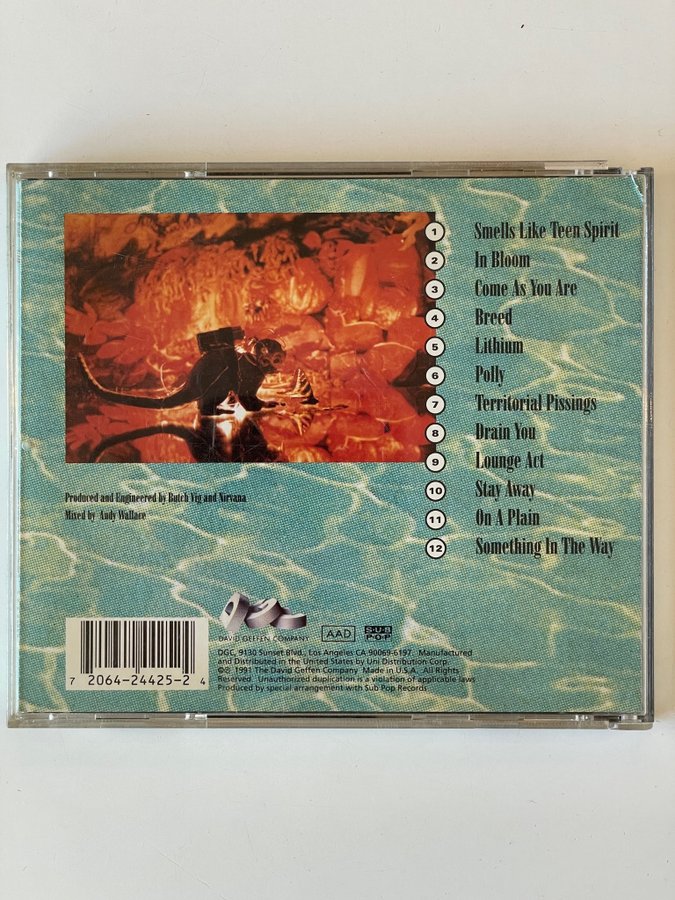 1 Smells Like Teen Spirit
2 In Bloom
3 Come As You Are
4 Breed
5 Lithium
6 Polly
7 Territorial Pissings
8 Drain You
9 Lounge Act
10 Stay Away
11 On A Plain
12 Something In The Way
Produced and Engineered by Butch Vig and Nirvana
Mixed by Andy Wallace
DGC
DAVID GEFFEN COMPANY
AAD
SUB
POP
DGC, 9130 Sunset Blvd., Los Angeles CA 90069-6197. Manufactured
and Distributed in the United States by Uni Distribution Corp.
©℗ 1991 The David Geffen Company Made in U.S.A. All Rights
Reserved. Unauthorized duplication is a violation of applicable laws
Produced by special arrangement with Sub Pop Records
7 2064-24425-2 4